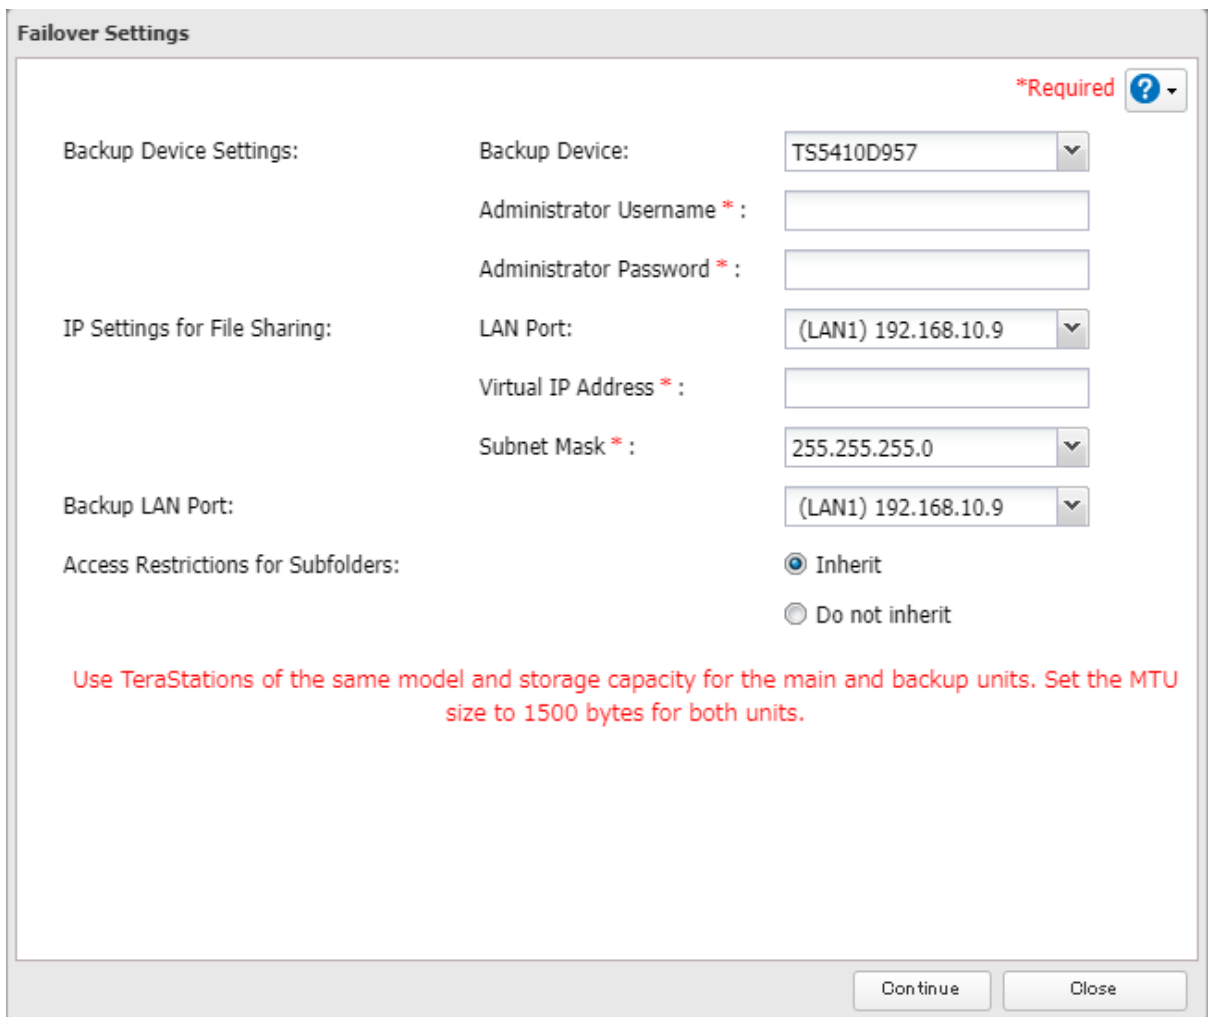 Failover Settings
*Required
Backup Device Settings: Backup Device: TS5410D957
Administrator Username * :
Administrator Password * :
IP Settings for File Sharing: LAN Port: (LAN1) 192.168.10.9
Virtual IP Address * :
Subnet Mask * : 255.255.255.0
Backup LAN Port: (LAN1) 192.168.10.9
Access Restrictions for Subfolders: Inherit
Do not inherit
Use TeraStations of the same model and storage capacity for the main and backup units. Set the MTU
size to 1500 bytes for both units.
Continue Close